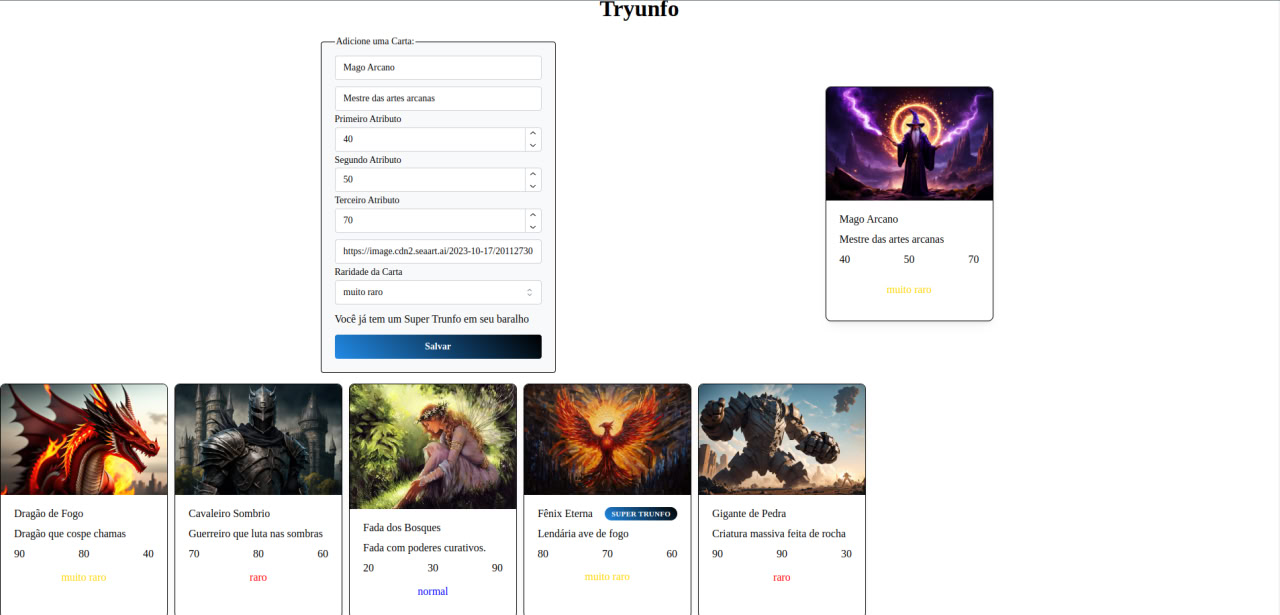 Tryunfo
Adicione uma Carta:
Mago Arcano
Mestre das artes arcanas
Primeiro Atributo
40
Segundo Atributo
50
Terceiro Atributo
70
https://image.cdn2.seaart.ai/2023-10-17/20112730
Raridade da Carta
muito raro
Você já tem um Super Trunfo em seu baralho
Salvar
Mago Arcano
Mestre das artes arcanas
40 50 70
muito raro
Dragão de Fogo
Dragão que cospe chamas
90 80 40
muito raro
Cavaleiro Sombrio
Guerreiro que luta nas sombras
70 80 60
raro
Fada dos Bosques
Fada com poderes curativos.
20 30 90
normal
Fênix Eterna SUPER TRUNFO
Lendária ave de fogo
80 70 60
muito raro
Gigante de Pedra
Criatura massiva feita de rocha
90 90 30
raro